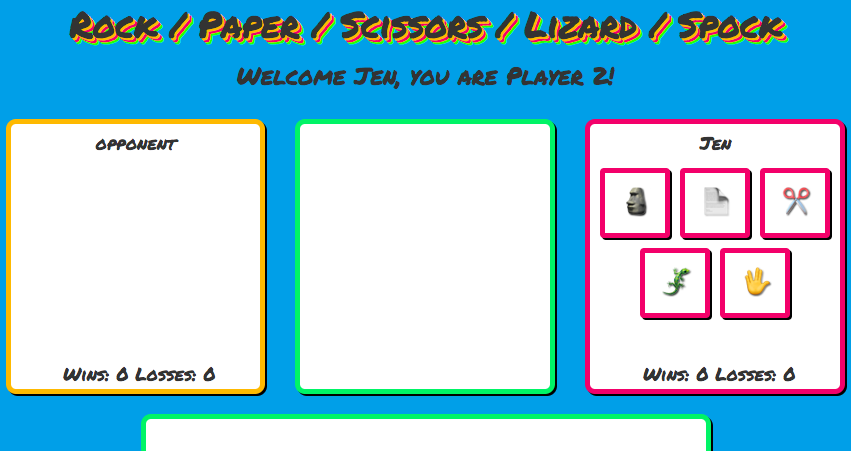 Rock / Paper / Scissors / Lizard / Spock
Welcome Jen, you are Player 2!
opponent
Wins: 0 Losses: 0
Jen
Wins: 0 Losses: 0